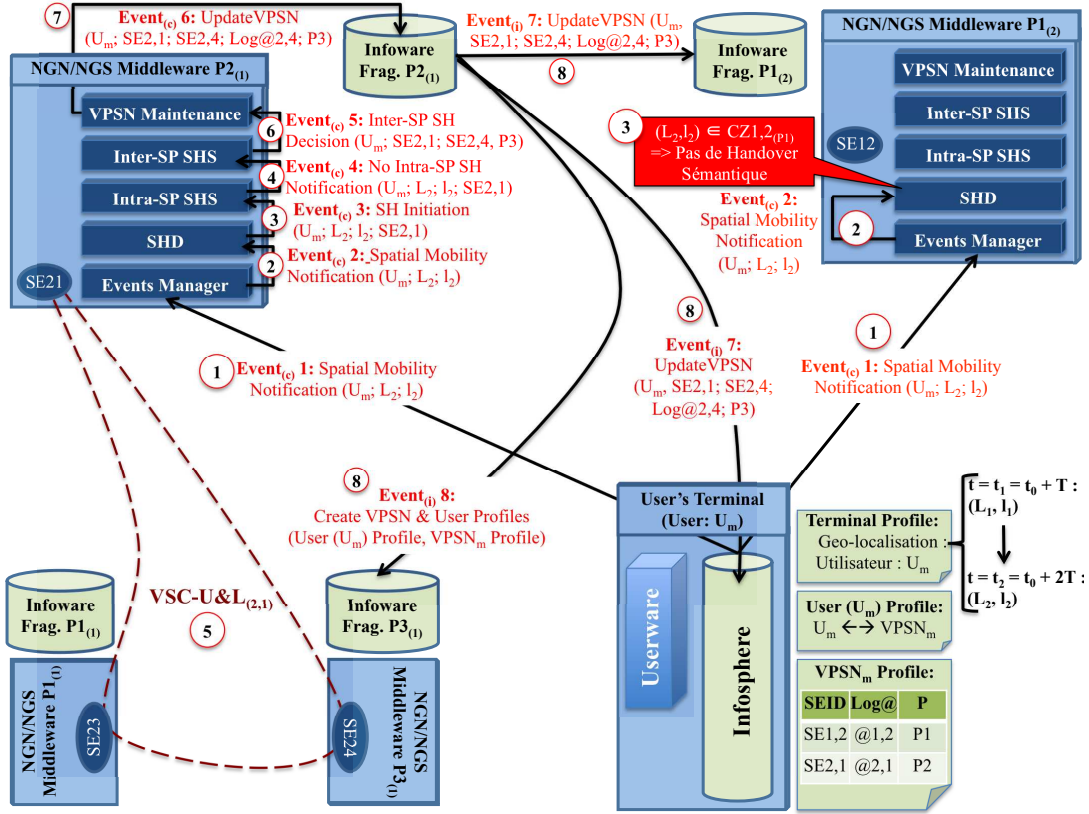 7
Event(c) 6: UpdateVPSN
(Um; SE2,1; SE2,4; Log@2,4; P3)
Infoware
Frag. P2(1)
Event(i) 7: UpdateVPSN (Um,
SE2,1; SE2,4; Log@2,4; P3)
8
Infoware
Frag. P1(2)
NGN/NGS Middleware P1(2)
VPSN Maintenance
Inter-SP SHS
Intra-SP SHS
SHD
Events Manager
SE12
3
(L2,l2) ∈ CZ1,2(P1)
=> Pas de Handover
Sémantique
Event(c) 2:
Spatial Mobility
Notification
(Um; L2; l2)
2
NGN/NGS Middleware P2(1)
VPSN Maintenance
Inter-SP SHS
Intra-SP SHS
SHD
Events Manager
SE21
6
Event(c) 5: Inter-SP SH
Decision (Um; SE2,1; SE2,4, P3)
4
Event(c) 4: No Intra-SP SH
Notification (Um; L2; l2; SE2,1)
3
Event(c) 3: SH Initiation
(Um; L2; l2; SE2,1)
2
Event(c) 2: Spatial Mobility
Notification (Um; L2; l2)
1
Event(c) 1: Spatial Mobility
Notification (Um; L2; l2)
8
Event(i) 7:
UpdateVPSN
(Um, SE2,1; SE2,4;
Log@2,4; P3)
1
Event(c) 1: Spatial Mobility
Notification (Um; L2; l2)
8
Event(i) 8:
Create VPSN & User Profiles
(User (Um) Profile, VPSNm Profile)
VSC-U&L(2,1)
5
Infoware
Frag. P1(1)
NGN/NGS
Middleware P1(1)
SE23
Infoware
Frag. P3(1)
NGN/NGS
Middleware P3(1)
SE24
User's Terminal
(User: Um)
Userware
Infosphere
Terminal Profile:
Geo-localisation :
Utilisateur : Um
t = t1 = t0 + T :
(L1, l1)
t = t2 = t0 + 2T :
(L2, l2)
User (Um) Profile:
Um ←→ VPSNm
VPSNm Profile:
SEID Log@ P
SE1,2 @1,2 P1
SE2,1 @2,1 P2